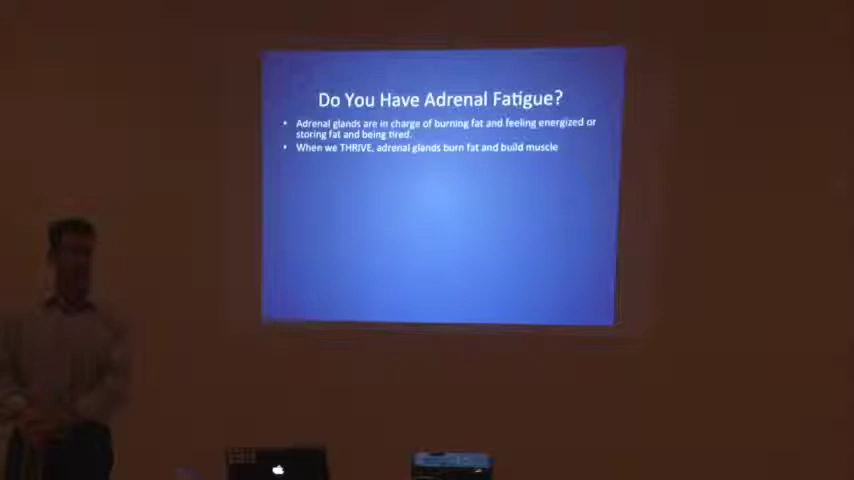 Do You Have Adrenal Fatigue?
• Adrenal glands are in charge of burning fat and feeling energized or
storing fat and being tired.
• When we THRIVE, adrenal glands burn fat and build muscle